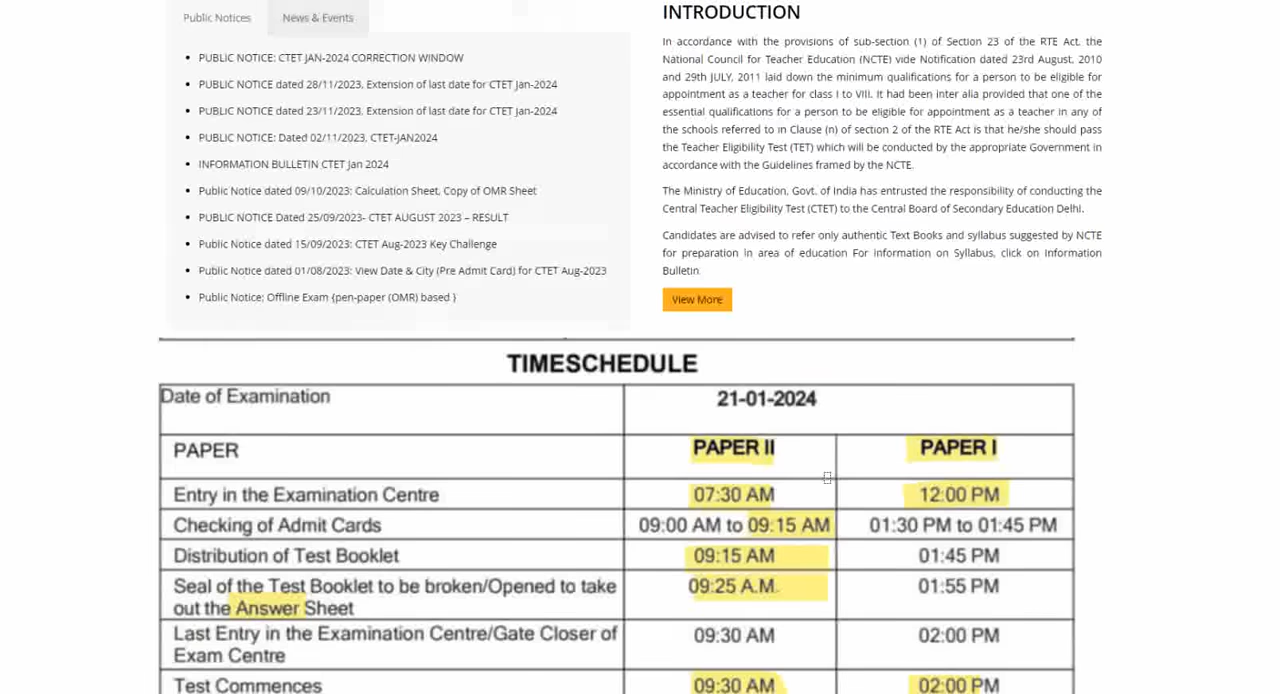 Public Notices
News & Events
PUBLIC NOTICE: CTET JAN-2024 CORRECTION WINDOW
PUBLIC NOTICE dated 28/11/2023, Extension of last date for CTET Jan-2024
PUBLIC NOTICE dated 23/11/2023, Extension of last date for CTET Jan-2024
PUBLIC NOTICE: Dated 02/11/2023, CTET-JAN2024
INFORMATION BULLETIN CTET Jan 2024
Public Notice dated 09/10/2023: Calculation Sheet, Copy of OMR Sheet
PUBLIC NOTICE Dated 25/09/2023- CTET AUGUST 2023 – RESULT
Public Notice dated 15/09/2023: CTET Aug-2023 Key Challenge
Public Notice dated 01/08/2023: View Date & City (Pre Admit Card) for CTET Aug-2023
Public Notice: Offline Exam {pen-paper (OMR) based }
INTRODUCTION
In accordance with the provisions of sub-section (1) of Section 23 of the RTE Act, the
National Council for Teacher Education (NCTE) vide Notification dated 23rd August, 2010
and 29th JULY, 2011 laid down the minimum qualifications for a person to be eligible for
appointment as a teacher for class I to VIII. It had been inter alia provided that one of the
essential qualifications for a person to be eligible for appointment as a teacher in any of
the schools referred to in Clause (n) of section 2 of the RTE Act is that he/she should pass
the Teacher Eligibility Test (TET) which will be conducted by the appropriate Government in
accordance with the Guidelines framed by the NCTE.
The Ministry of Education, Govt. of India has entrusted the responsibility of conducting the
Central Teacher Eligibility Test (CTET) to the Central Board of Secondary Education Delhi.
Candidates are advised to refer only authentic Text Books and syllabus suggested by NCTE
for preparation in area of education For Information on Syllabus, click on Information
Bulletin
View More
TIMESCHEDULE
Date of Examination 21-01-2024
PAPER PAPER II PAPER I
Entry in the Examination Centre 07:30 AM 12:00 PM
Checking of Admit Cards 09:00 AM to 09:15 AM 01:30 PM to 01:45 PM
Distribution of Test Booklet 09:15 AM 01:45 PM
Seal of the Test Booklet to be broken/Opened to take 09:25 A.M. 01:55 PM
out the Answer Sheet
Last Entry in the Examination Centre/Gate Closer of 09:30 AM 02:00 PM
Exam Centre
Test Commences 09:30 AM 02:00 PM